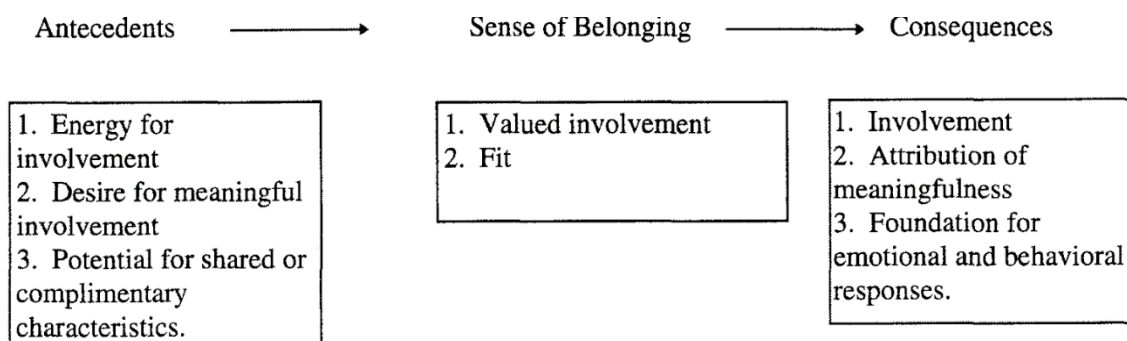 Antecedents
Sense of Belonging
Consequences
1. Energy for
involvement
2. Desire for meaningful
involvement
3. Potential for shared or
complimentary
characteristics.
1. Valued involvement
2. Fit
1. Involvement
2. Attribution of
meaningfulness
3. Foundation for
emotional and behavioral
responses.